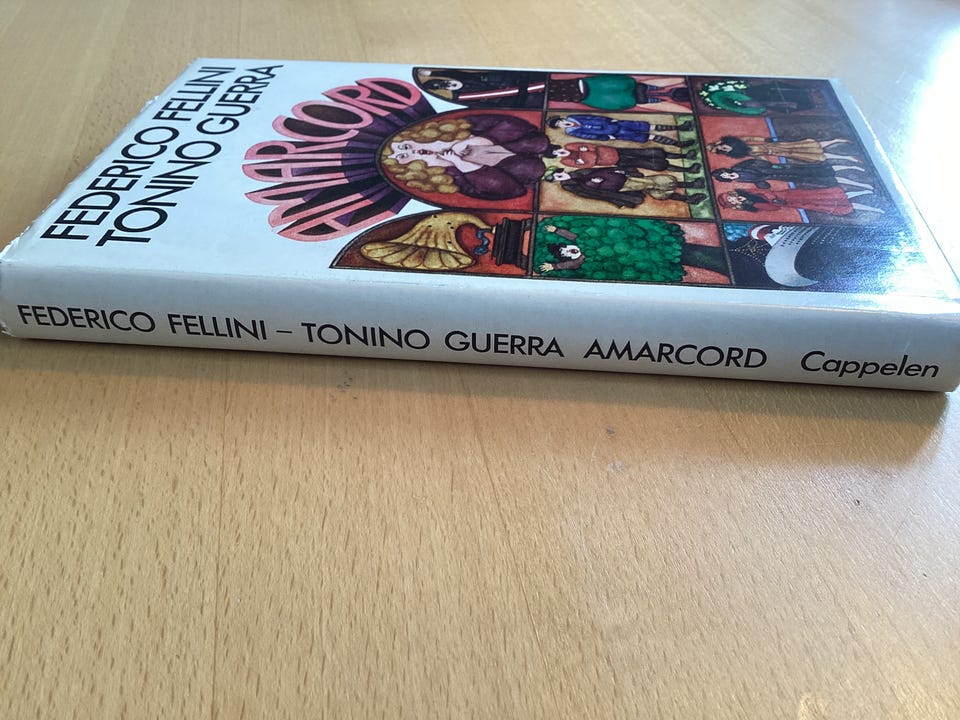 FEDERICO FELLINI
TONINO GUERRA
AMARCORD
FEDERICO FELLINI – TONINO GUERRA AMARCORD Cappelen